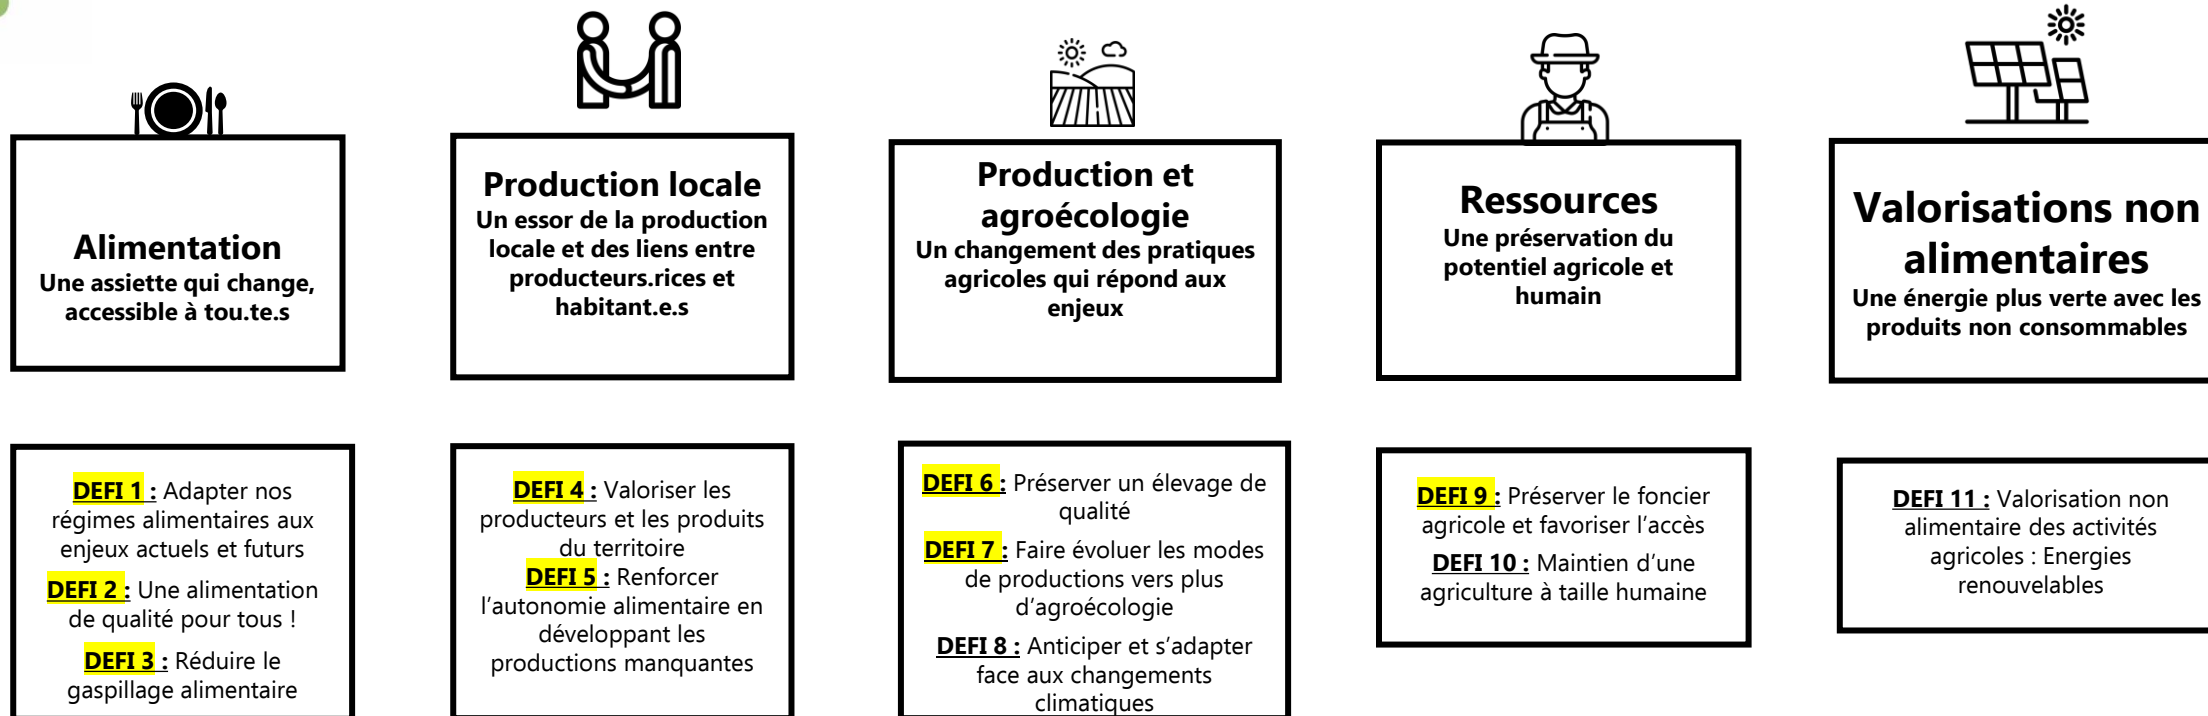 Alimentation
Une assiette qui change,
accessible à tou.te.s
Production locale
Un essor de la production
locale et des liens entre
producteurs.rices et
habitant.e.s
Production et
agroécologie
Un changement des pratiques
agricoles qui répond aux
enjeux
Ressources
Une préservation du
potentiel agricole et
humain
Valorisations non
alimentaires
Une énergie plus verte avec les
produits non consommables
DEFI 1 : Adapter nos
régimes alimentaires aux
enjeux actuels et futurs
DEFI 2 : Une alimentation
de qualité pour tous !
DEFI 3 : Réduire le
gaspillage alimentaire
DEFI 4 : Valoriser les
producteurs et les produits
du territoire
DEFI 5 : Renforcer
l’autonomie alimentaire en
développant les
productions manquantes
DEFI 6 : Préserver un élevage de
qualité
DEFI 7 : Faire évoluer les modes
de productions vers plus
d’agroécologie
DEFI 8 : Anticiper et s’adapter
face aux changements
climatiques
DEFI 9 : Préserver le foncier
agricole et favoriser l’accès
DEFI 10 : Maintien d’une
agriculture à taille humaine
DEFI 11 : Valorisation non
alimentaire des activités
agricoles : Energies
renouvelables